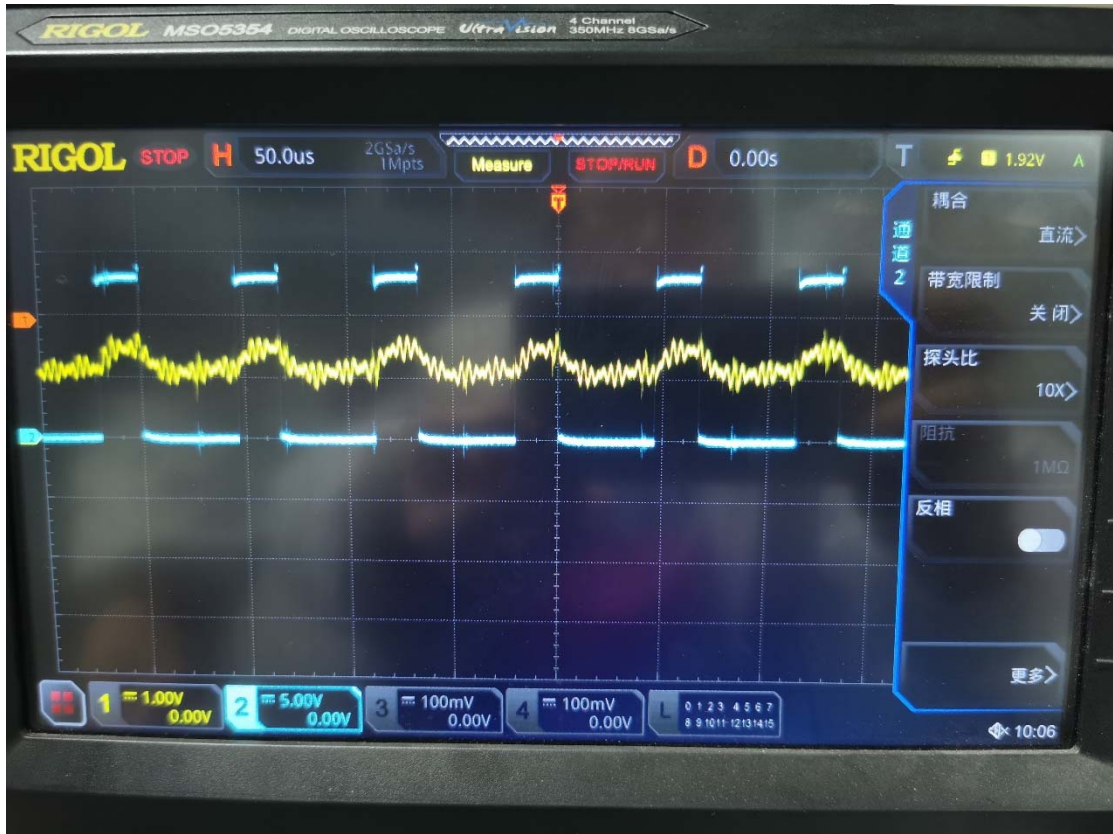 RIGOL MSO5354 DIGITAL OSCILLOSCOPE UltraVision 4 Channel
350MHz 8GSa/s
RIGOL STOP H 50.0us 2GSa/s
1Mpts
Measure STOP/RUN D 0.00s T 1 1.92V A
T
耦合
直流>
通道2
带宽限制
关闭>
探头比
10X>
阻抗
1MΩ
反相
更多>
1
2
1 1.00V
0.00V
2 5.00V
0.00V
3 100mV
0.00V
4 100mV
0.00V
L 0 1 2 3 4 5 6 7
8 9 10 11 12 13 14 15
10:06